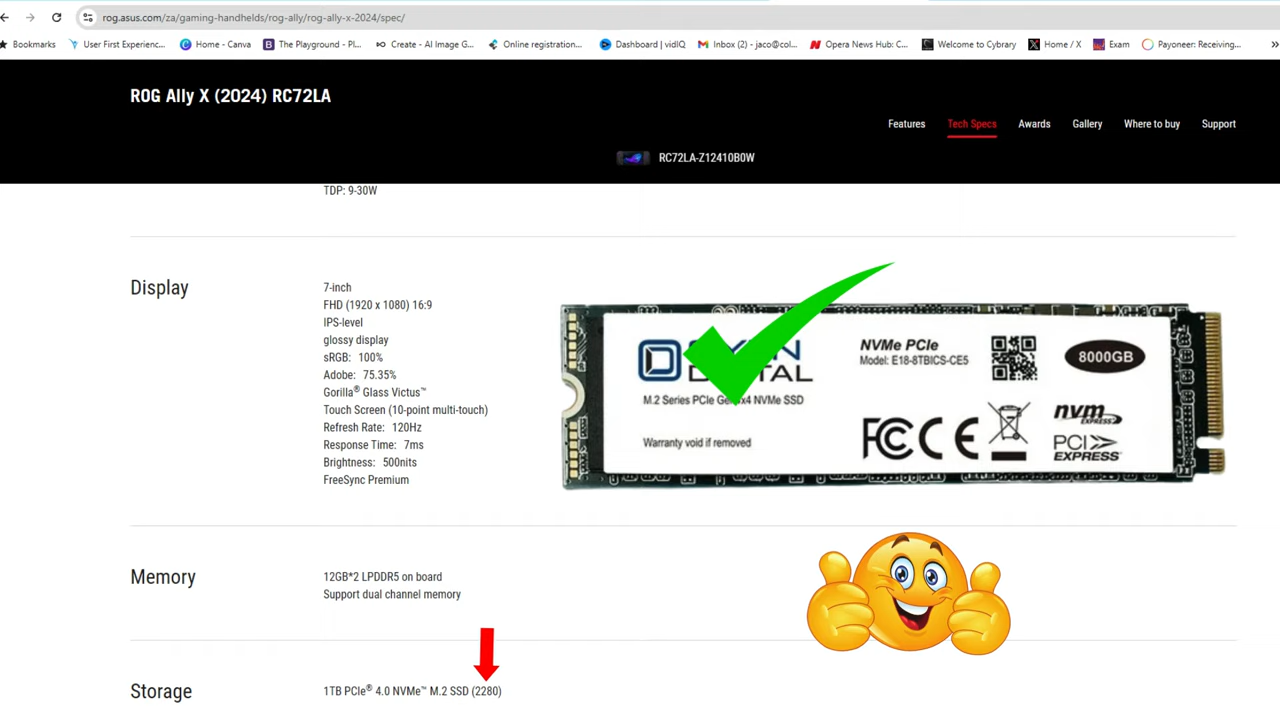 rog.asus.com/za/gaming-handhelds/rog-ally/rog-ally-x-2024/spec/
Bookmarks
User First Experienc...
Home - Canva
The Playground - Pl...
Create - AI Image G...
Online registration...
Dashboard | vidIQ
Inbox (2) - jaco@col...
Opera News Hub: C...
Welcome to Cybrary
Home / X
Exam
Payoneer: Receiving...
»
ROG Ally X (2024) RC72LA
Features
Tech Specs
Awards
Gallery
Where to buy
Support
RC72LA-Z12410B0W
TDP: 9-30W
Display
7-inch
FHD (1920 x 1080) 16:9
IPS-level
glossy display
sRGB: 100%
Adobe: 75.35%
Gorilla® Glass Victus™
Touch Screen (10-point multi-touch)
Refresh Rate: 120Hz
Response Time: 7ms
Brightness: 500nits
FreeSync Premium
M.2 Series PCIe NVMe SSD
Warranty void if removed
NVMe PCIe
Model: E18-8TBICS-CE5
8000GB
FC CE
nvm EXPRESS
PCI EXPRESS
Memory
12GB*2 LPDDR5 on board
Support dual channel memory
Storage
1TB PCIe® 4.0 NVMe™ M.2 SSD (2280)